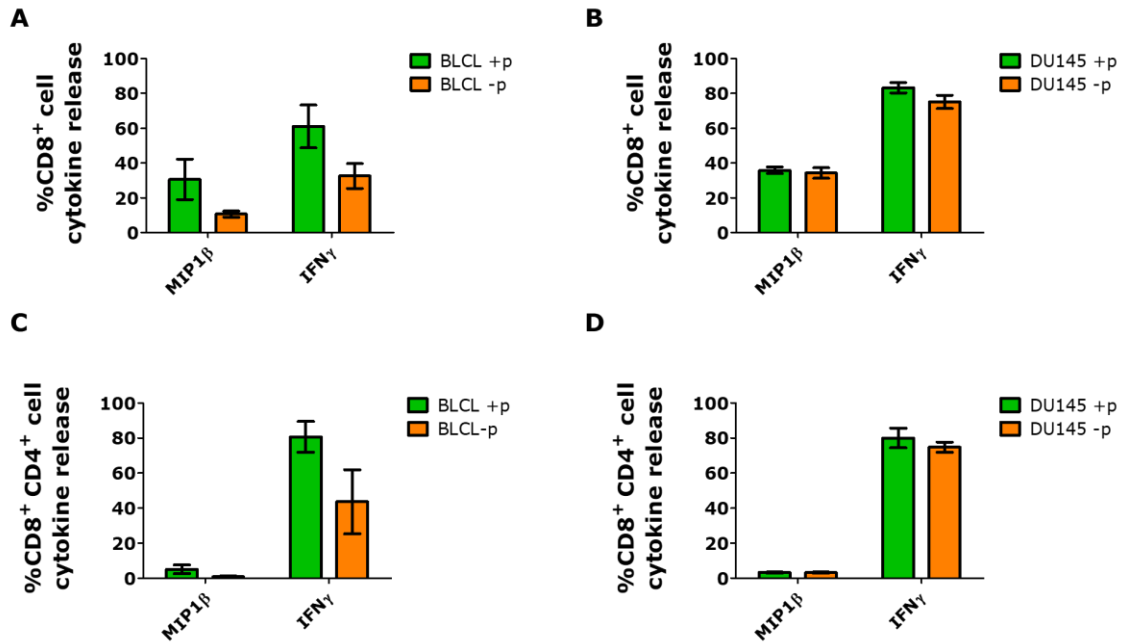 A
%CD8⁺ cell
cytokine release
100
80
60
40
20
0
MIP1β
IFNγ
BLCL +p
BLCL -p
B
%CD8⁺ cell
cytokine release
100
80
60
40
20
0
MIP1β
IFNγ
DU145 +p
DU145 -p
C
%CD8⁺ CD4⁺ cell
cytokine release
100
80
60
40
20
0
MIP1β
IFNγ
BLCL +p
BLCL-p
D
%CD8⁺ CD4⁺ cell
cytokine release
100
80
60
40
20
0
MIP1β
IFNγ
DU145 +p
DU145 -p